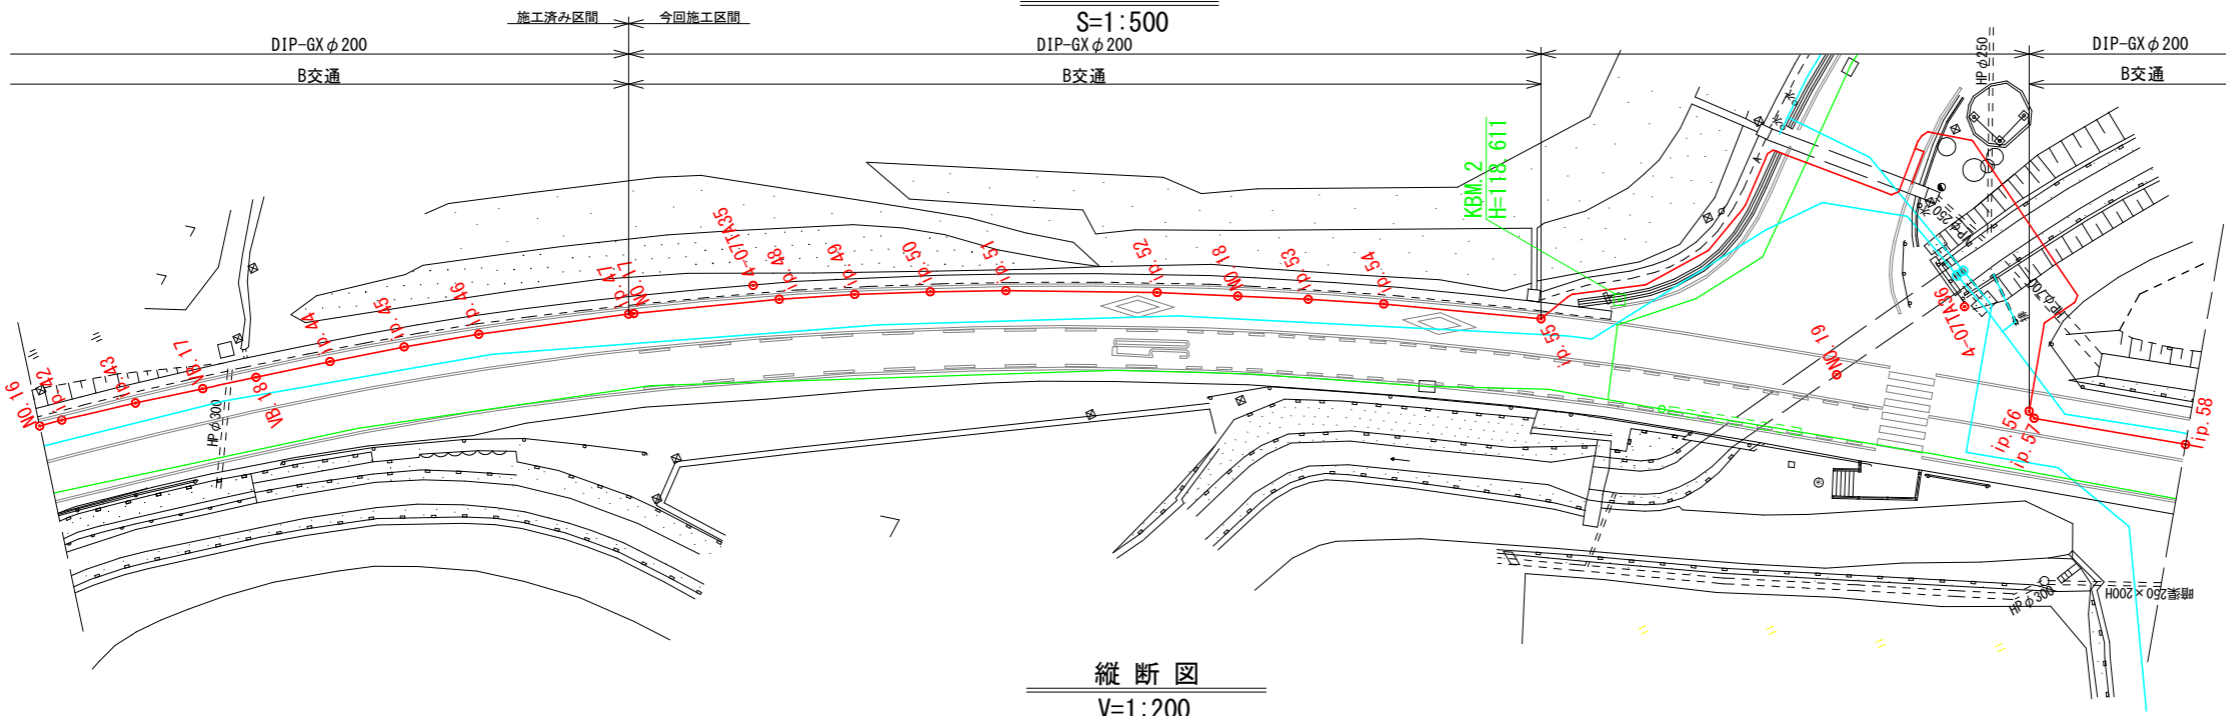 S=1:500
施工済み区間
今回施工区間
DIP-GXφ200
DIP-GXφ200
DIP-GXφ200
B交通
B交通
B交通
HPφ250
KBM.2
H=118.611
NO.16
ip.42
ip.43
VB.17
VB.18
ip.44
ip.45
ip.46
ip.47
NO.17
4-07TA35
ip.48
ip.49
ip.50
ip.51
ip.52
NO.18
ip.53
ip.54
ip.55
NO.19
4-07TA36
ip.56
ip.57
ip.58
HPφ300
HPφ250
HPφ300
暗渠250×200H
縦断図
V=1:200